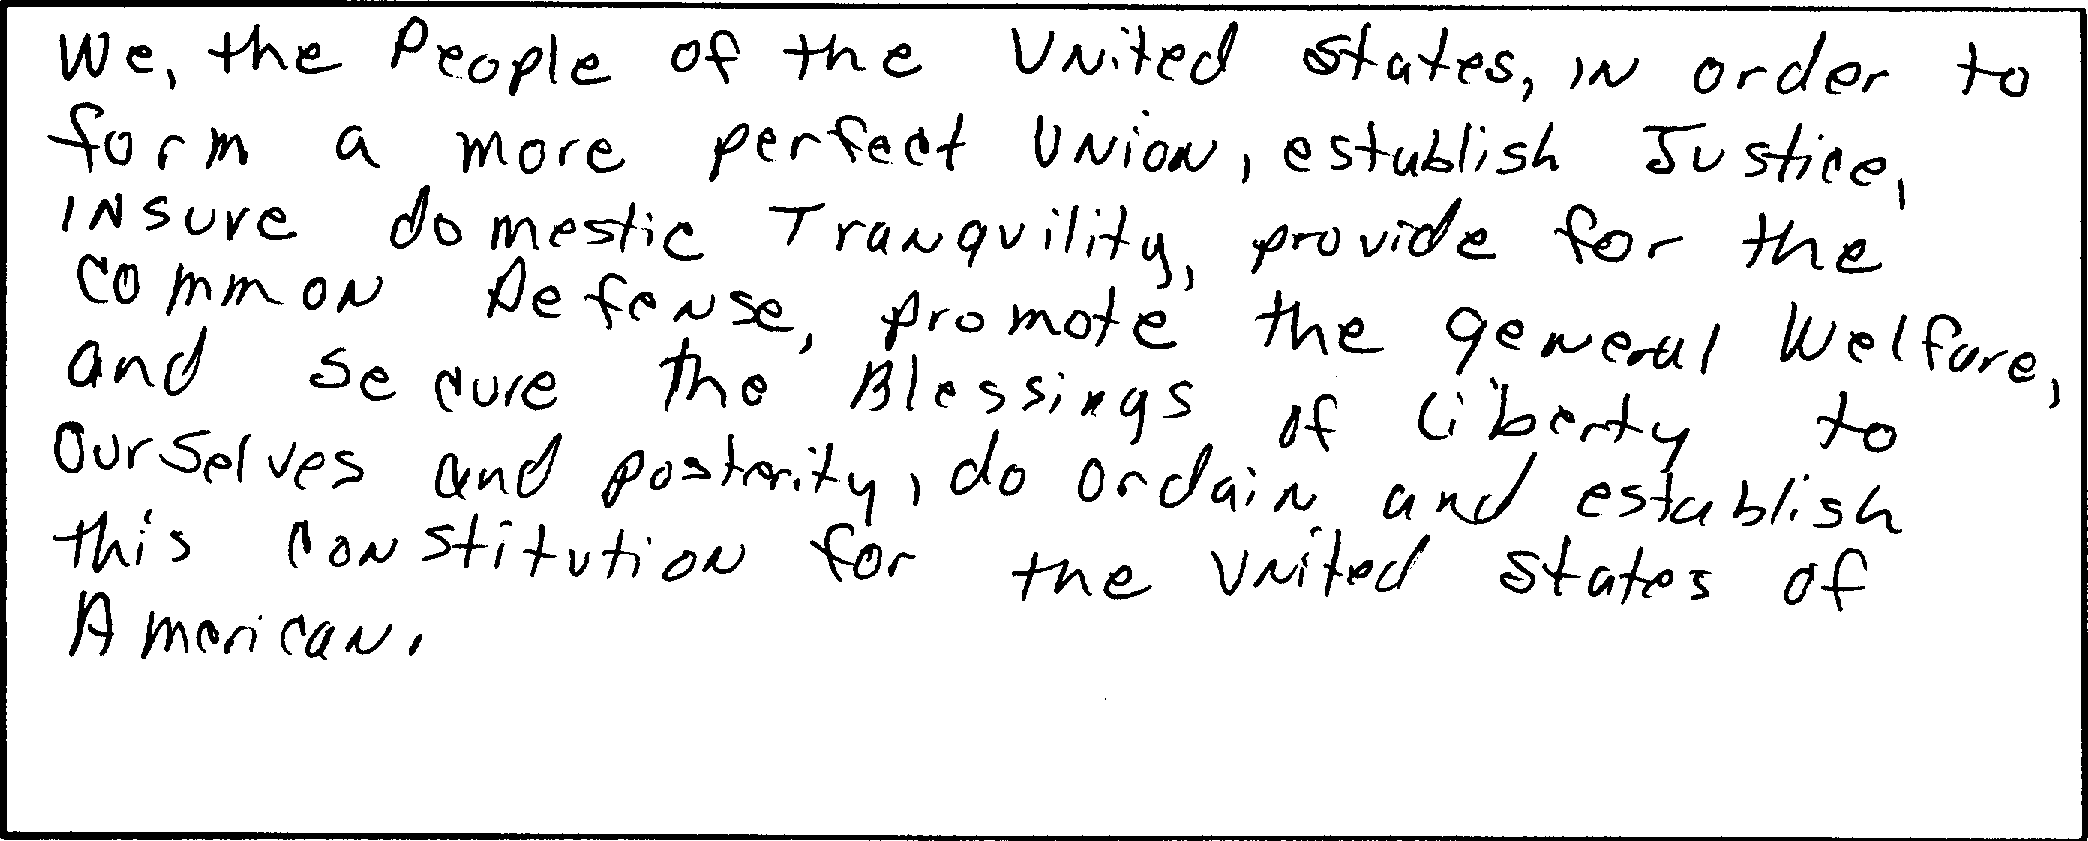 We, the People of the United States, in order to
form a more perfect Union, establish Justice,
insure domestic Tranquility, provide for the
common Defense, promote the general Welfare,
and secure the Blessings of Liberty to
ourselves and posterity, do ordain and establish
this Constitution for the United States of
American.